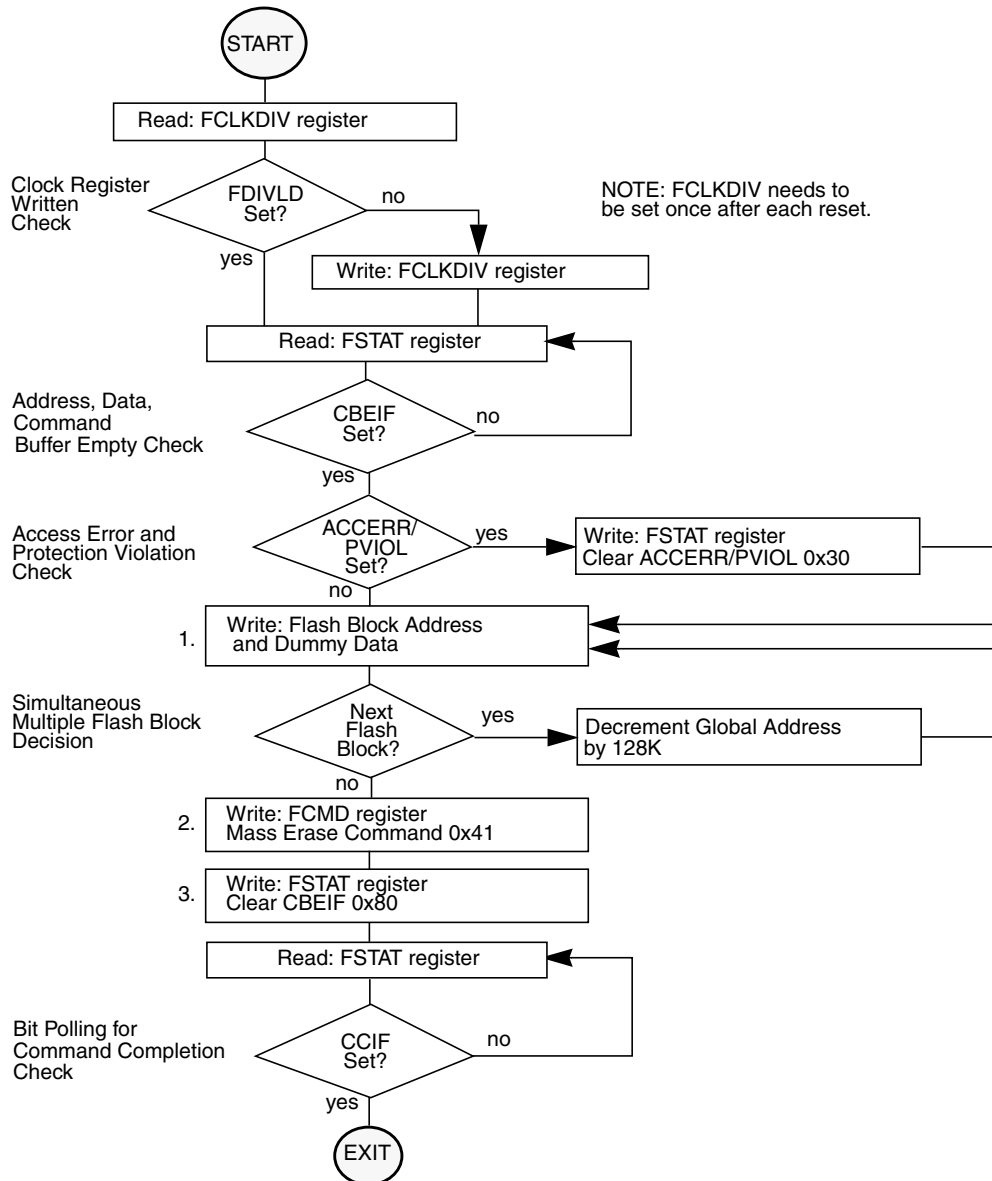 START
Read: FCLKDIV register
Clock Register
Written
Check
FDIVLD
Set?
no
yes
NOTE: FCLKDIV needs to
be set once after each reset.
Write: FCLKDIV register
Read: FSTAT register
Address, Data,
Command
Buffer Empty Check
CBEIF
Set?
no
yes
Access Error and
Protection Violation
Check
ACCERR/
PVIOL
Set?
yes
no
Write: FSTAT register
Clear ACCERR/PVIOL 0x30
1.
Write: Flash Block Address
and Dummy Data
Simultaneous
Multiple Flash Block
Decision
Next
Flash
Block?
yes
no
Decrement Global Address
by 128K
2.
Write: FCMD register
Mass Erase Command 0x41
3.
Write: FSTAT register
Clear CBEIF 0x80
Read: FSTAT register
Bit Polling for
Command Completion
Check
CCIF
Set?
no
yes
EXIT